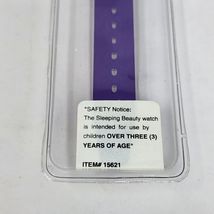 "SAFETY Notice:
The Sleeping Beauty watch
is intended for use by
children OVER THREE (3)
YEARS OF AGE"
ITEM# 15621